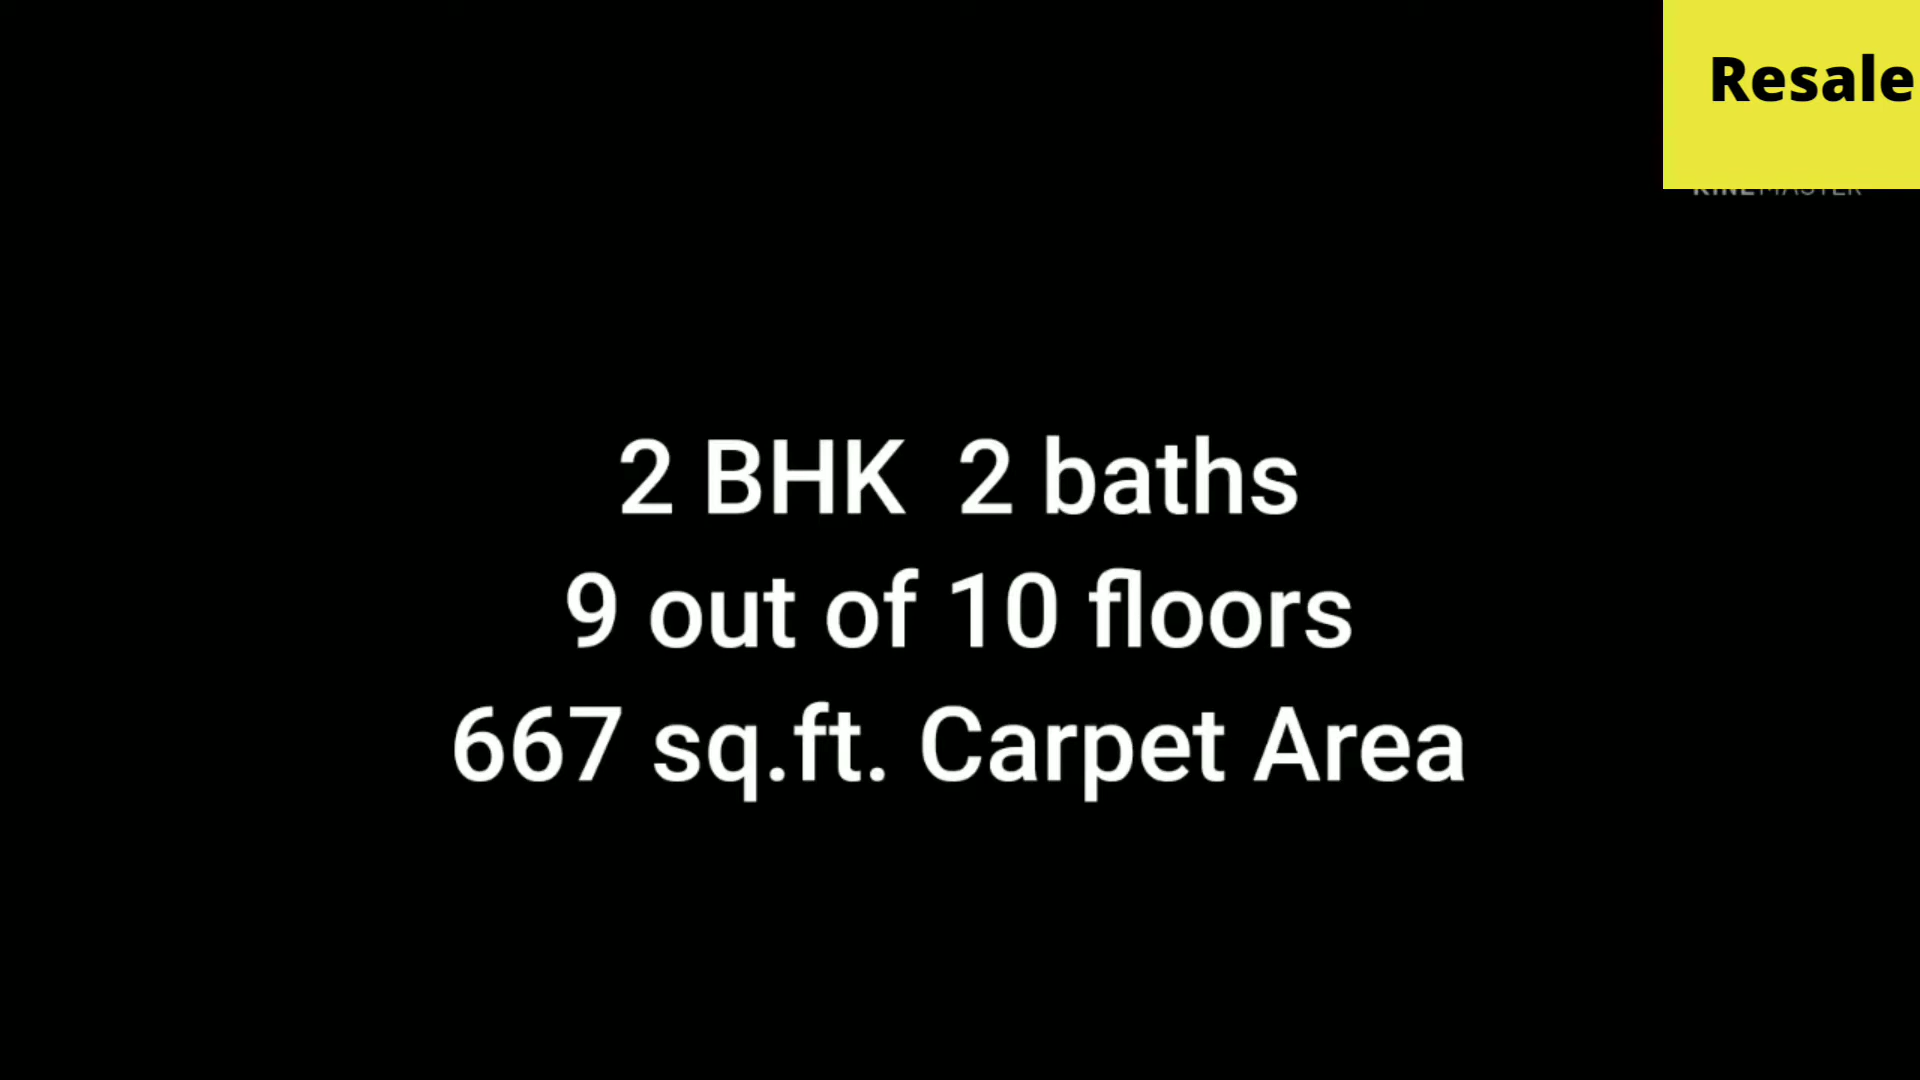 Resale
2 BHK  2 baths
9 out of 10 floors
667 sq.ft. Carpet Area